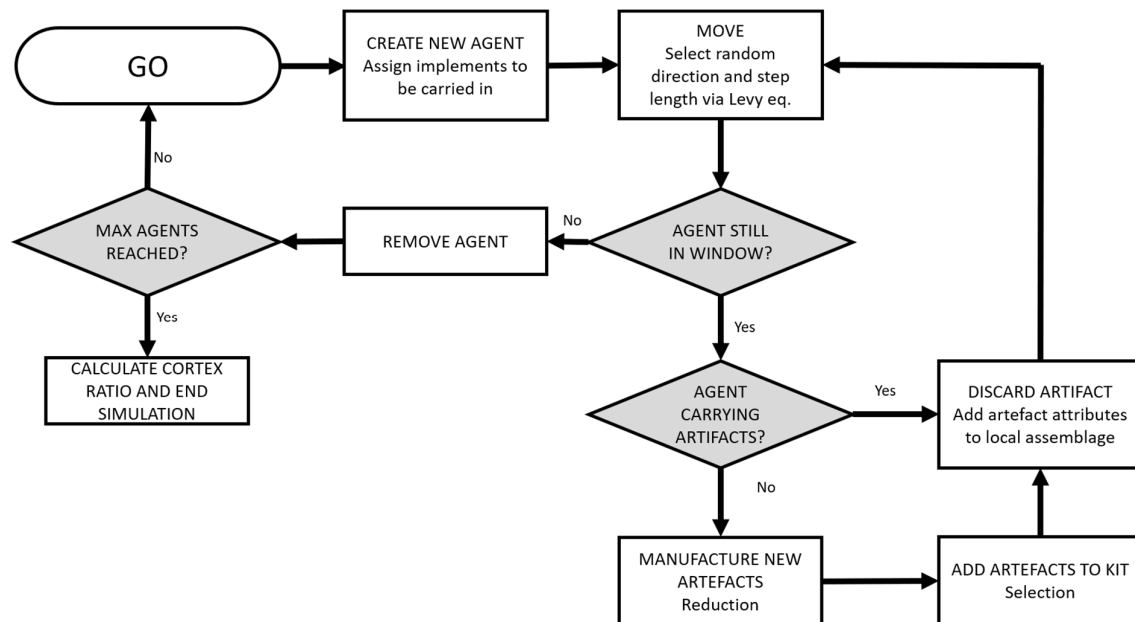 GO
CREATE NEW AGENT
Assign implements to
be carried in
MOVE
Select random
direction and step
length via Levy eq.
No
MAX AGENTS
REACHED?
REMOVE AGENT
No
AGENT STILL
IN WINDOW?
Yes
Yes
CALCULATE CORTEX
RATIO AND END
SIMULATION
AGENT
CARRYING
ARTIFACTS?
Yes
DISCARD ARTIFACT
Add artefact attributes
to local assemblage
No
MANUFACTURE NEW
ARTEFACTS
Reduction
ADD ARTEFACTS TO KIT
Selection